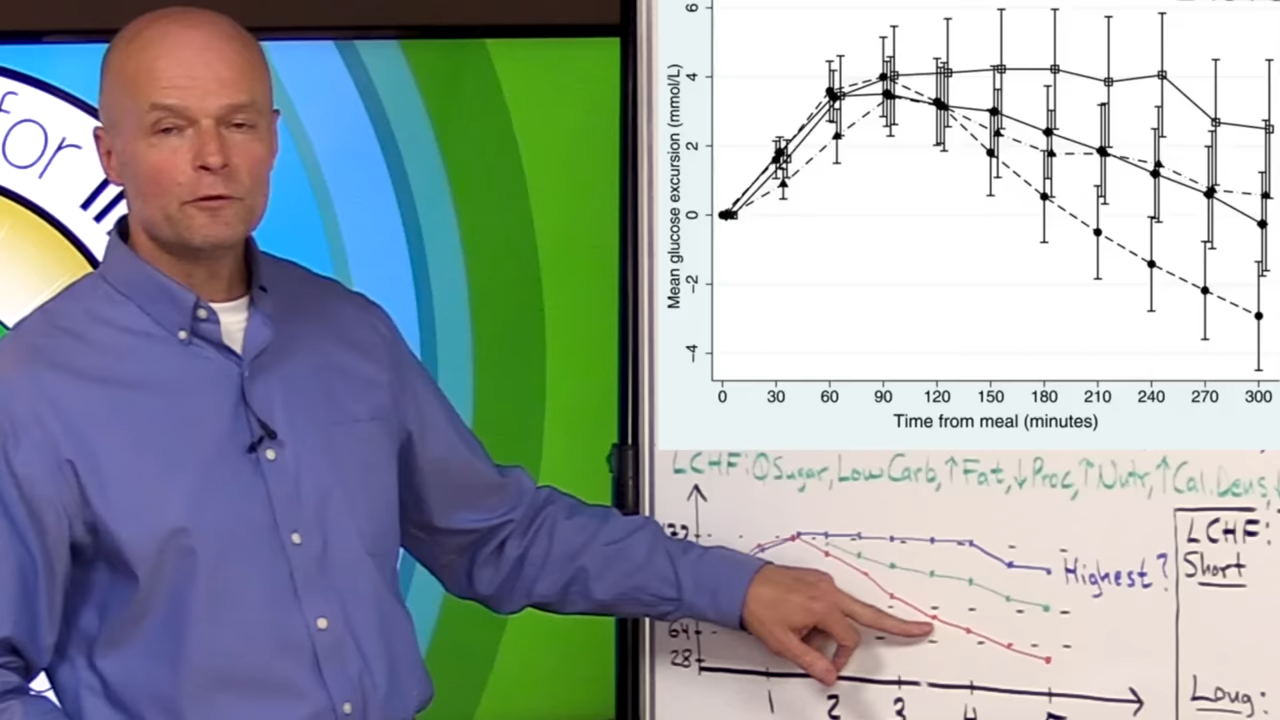 for
6
4
2
0
−2
−4
Mean glucose excursion (mmol/L)
0 30 60 90 120 150 180 210 240 270 300
Time from meal (minutes)
LCHF: 0 Sugar, Low Carb, ↑Fat, ↓Proc, ↑Nutr, ↑Cal. Dens,
LCHF:
Short
Highest?
64
28
1 2 3 4
Long: